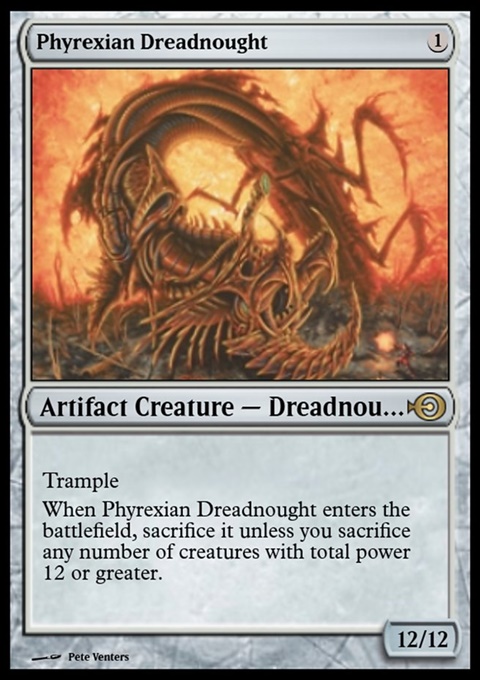 Phyrexian Dreadnought 1
Artifact Creature — Dreadnou...
Trample
When Phyrexian Dreadnought enters the
battlefield, sacrifice it unless you sacrifice
any number of creatures with total power
12 or greater.
12/12
Pete Venters